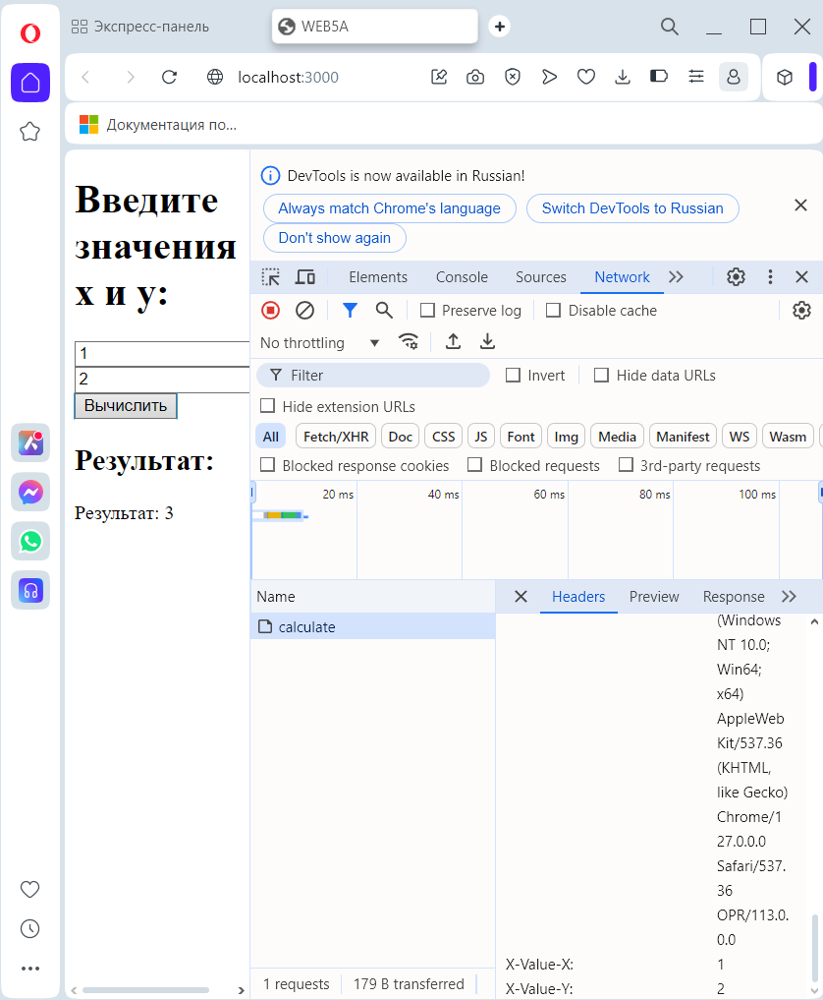 Экспресс-панель
WEB5A
localhost:3000
Документация по...
Введите
значения
x и y:
1
2
Вычислить
Результат:
Результат: 3
DevTools is now available in Russian!
Always match Chrome's language
Switch DevTools to Russian
Don't show again
Elements
Console
Sources
Network
Preserve log
Disable cache
No throttling
Filter
Invert
Hide data URLs
Hide extension URLs
All
Fetch/XHR
Doc
CSS
JS
Font
Img
Media
Manifest
WS
Wasm
Blocked response cookies
Blocked requests
3rd-party requests
20 ms
40 ms
60 ms
80 ms
100 ms
Name
Headers
Preview
Response
calculate
(Windows
NT 10.0;
Win64;
x64)
AppleWeb
Kit/537.36
(KHTML,
like Gecko)
Chrome/1
27.0.0.0
Safari/537.
36
OPR/113.0.
0.0
X-Value-X:
1
X-Value-Y:
2
1 requests
179 B transferred